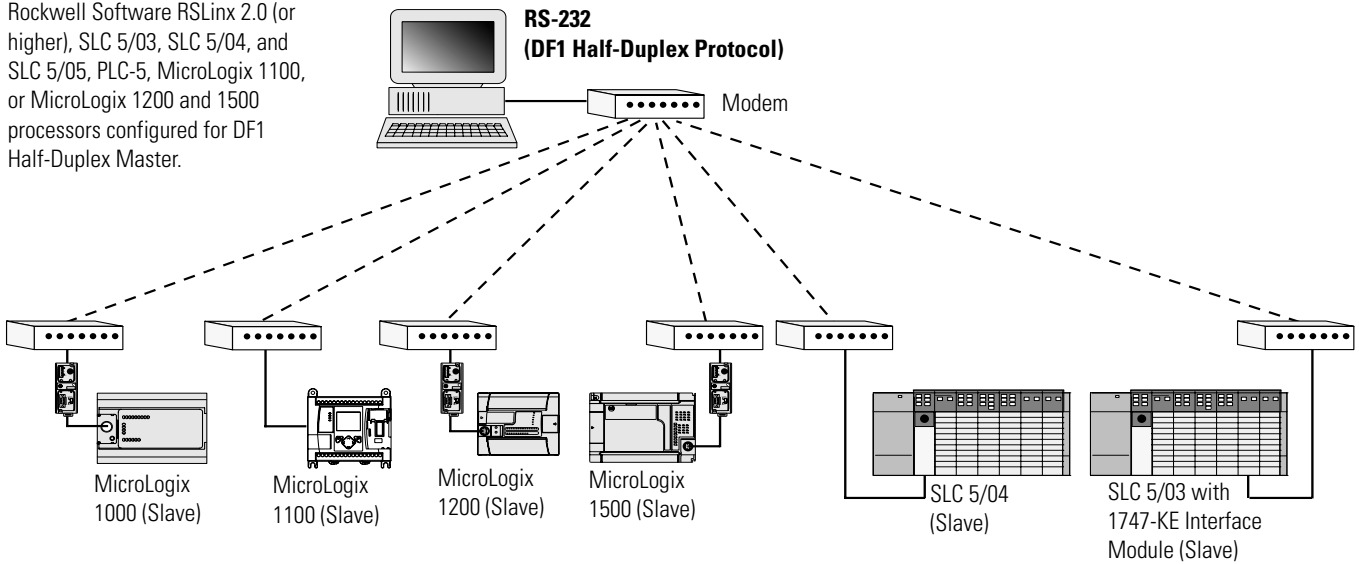 Rockwell Software RSLinx 2.0 (or
higher), SLC 5/03, SLC 5/04, and
SLC 5/05, PLC-5, MicroLogix 1100,
or MicroLogix 1200 and 1500
processors configured for DF1
Half-Duplex Master.
RS-232
(DF1 Half-Duplex Protocol)
Modem
MicroLogix
1000 (Slave)
MicroLogix
1100 (Slave)
MicroLogix
1200 (Slave)
MicroLogix
1500 (Slave)
SLC 5/04
(Slave)
SLC 5/03 with
1747-KE Interface
Module (Slave)